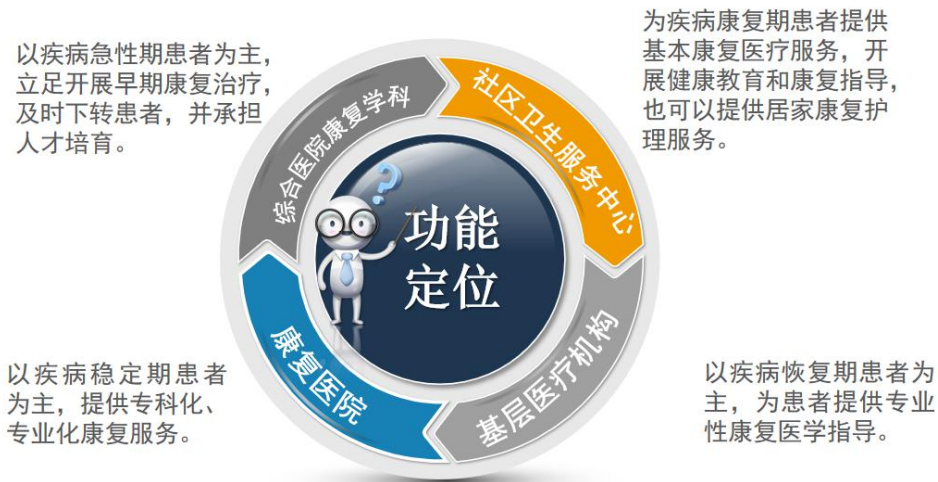 以疾病急性期患者为主，
立足开展早期康复治疗，
及时下转患者，并承担
人才培育。
为疾病康复期患者提供
基本康复医疗服务，开
展健康教育和康复指导，
也可以提供居家康复护
理服务。
综合医院康复学科
社区卫生服务中心
功能
定位
康复医院
基层医疗机构
以疾病稳定期患者
为主，提供专科化、
专业化康复服务。
以疾病恢复期患者为
主，为患者提供专业
性康复医学指导。